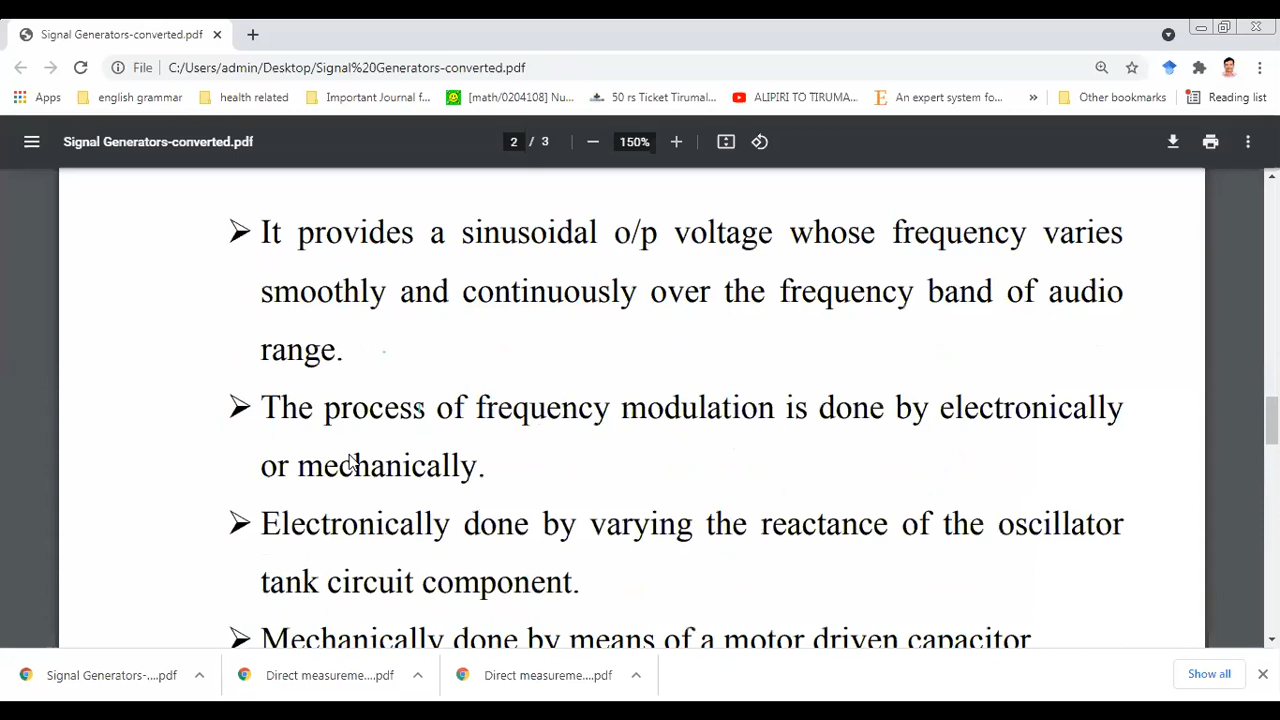 Signal Generators-converted.pdf
File C:/Users/admin/Desktop/Signal%20Generators-converted.pdf
Apps english grammar health related Important Journal f... [math/0204108] Nu... 50 rs Ticket Tirumal... ALIPIRI TO TIRUMA... An expert system fo... » Other bookmarks Reading list
Signal Generators-converted.pdf 2 / 3 150%
➢ It provides a sinusoidal o/p voltage whose frequency varies
smoothly and continuously over the frequency band of audio
range.
➢ The process of frequency modulation is done by electronically
or mechanically.
➢ Electronically done by varying the reactance of the oscillator
tank circuit component.
➢ Mechanically done by means of a motor driven capacitor
Signal Generators-....pdf Direct measureme....pdf Direct measureme....pdf Show all